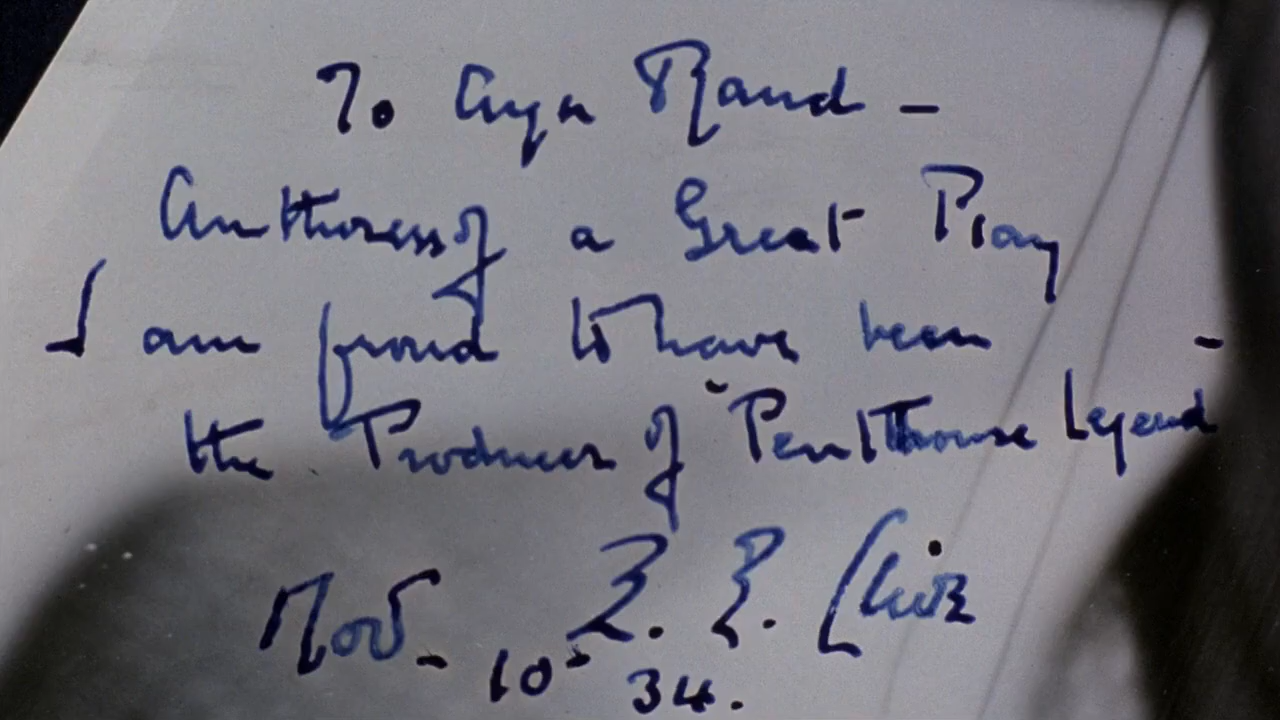 To Ayn Rand -
Authoress of a Great Play
I am proud to have been -
the Producer of "Penthouse Legend
E. E. Clive
Nov - 10 - 34.